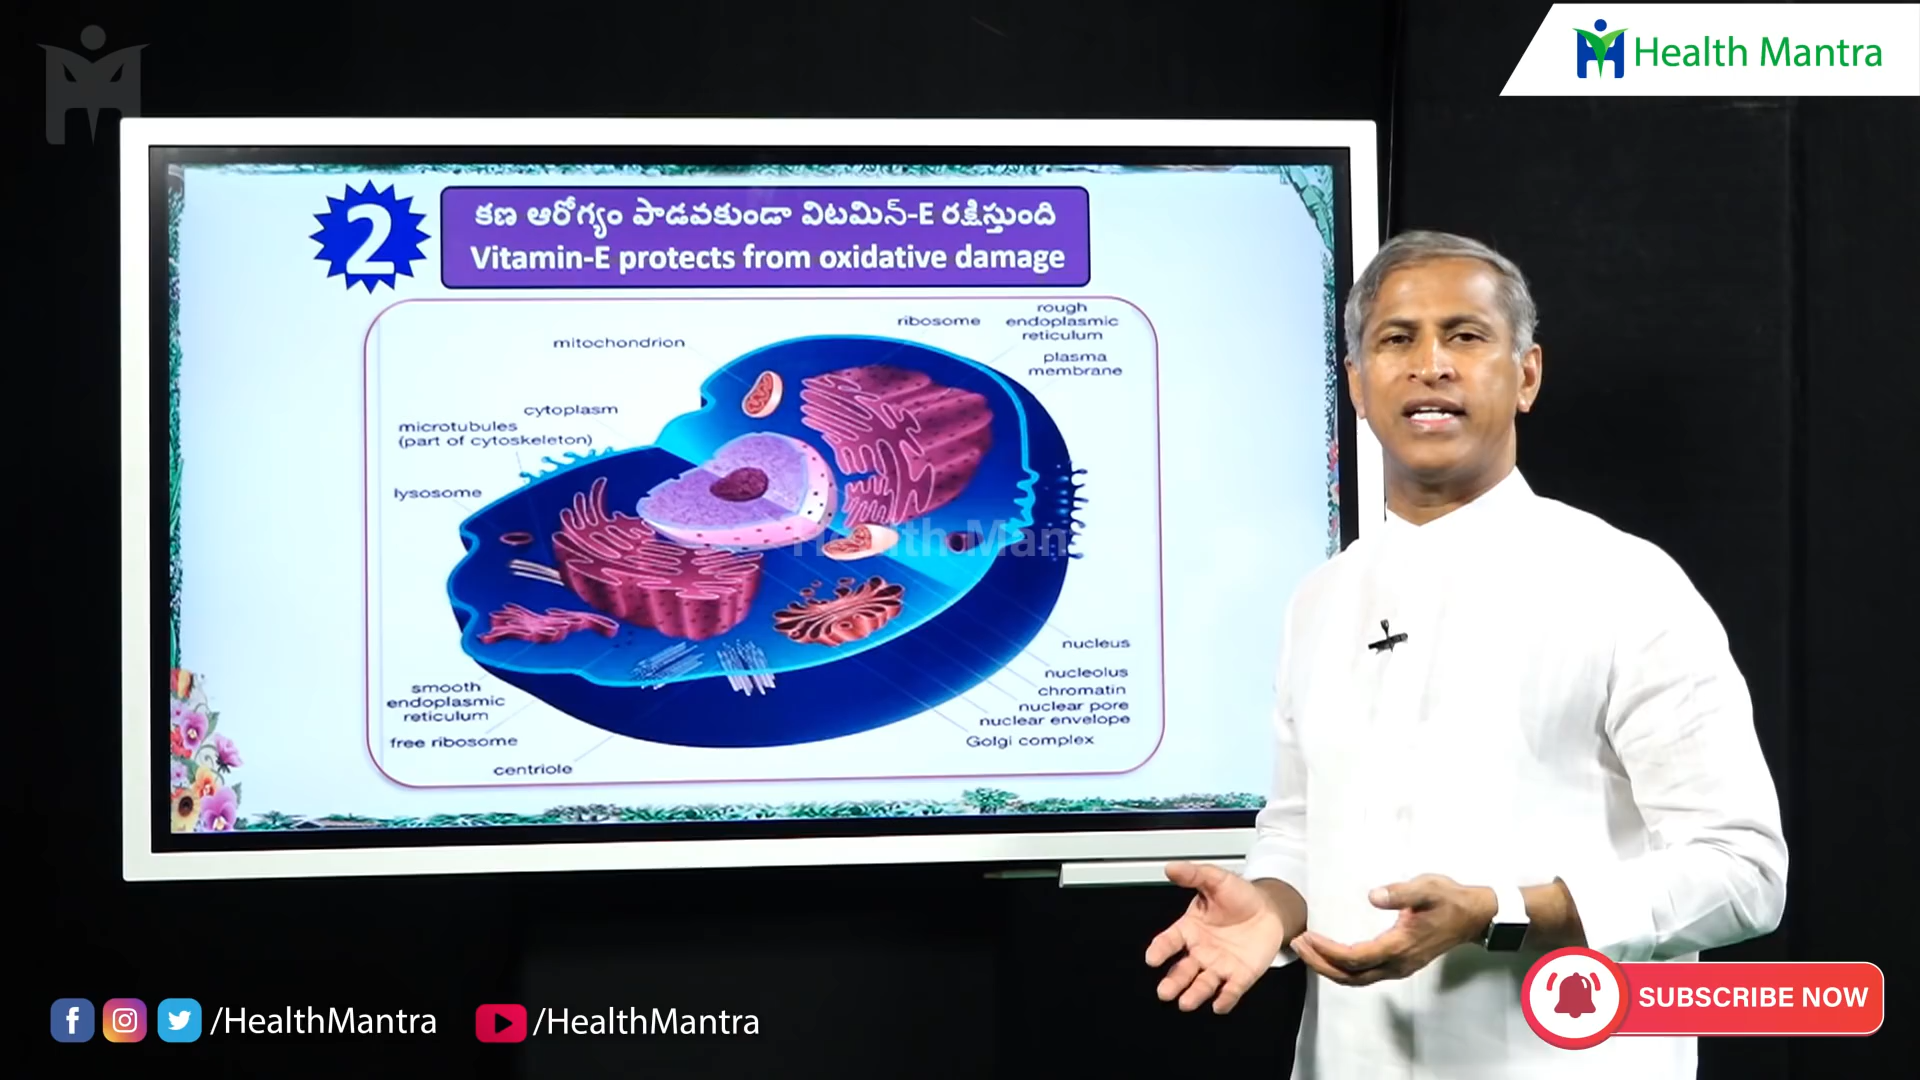 Health Mantra
2
కణ ఆరోగ్యం పాడవకుండా విటమిన్-E రక్షిస్తుంది
Vitamin-E protects from oxidative damage
ribosome
rough
endoplasmic
reticulum
mitochondrion
plasma
membrane
cytoplasm
microtubules
(part of cytoskeleton)
lysosome
Health Man
nucleus
nucleolus
chromatin
nuclear pore
nuclear envelope
Golgi complex
smooth
endoplasmic
reticulum
free ribosome
centriole
/HealthMantra
/HealthMantra
SUBSCRIBE NOW